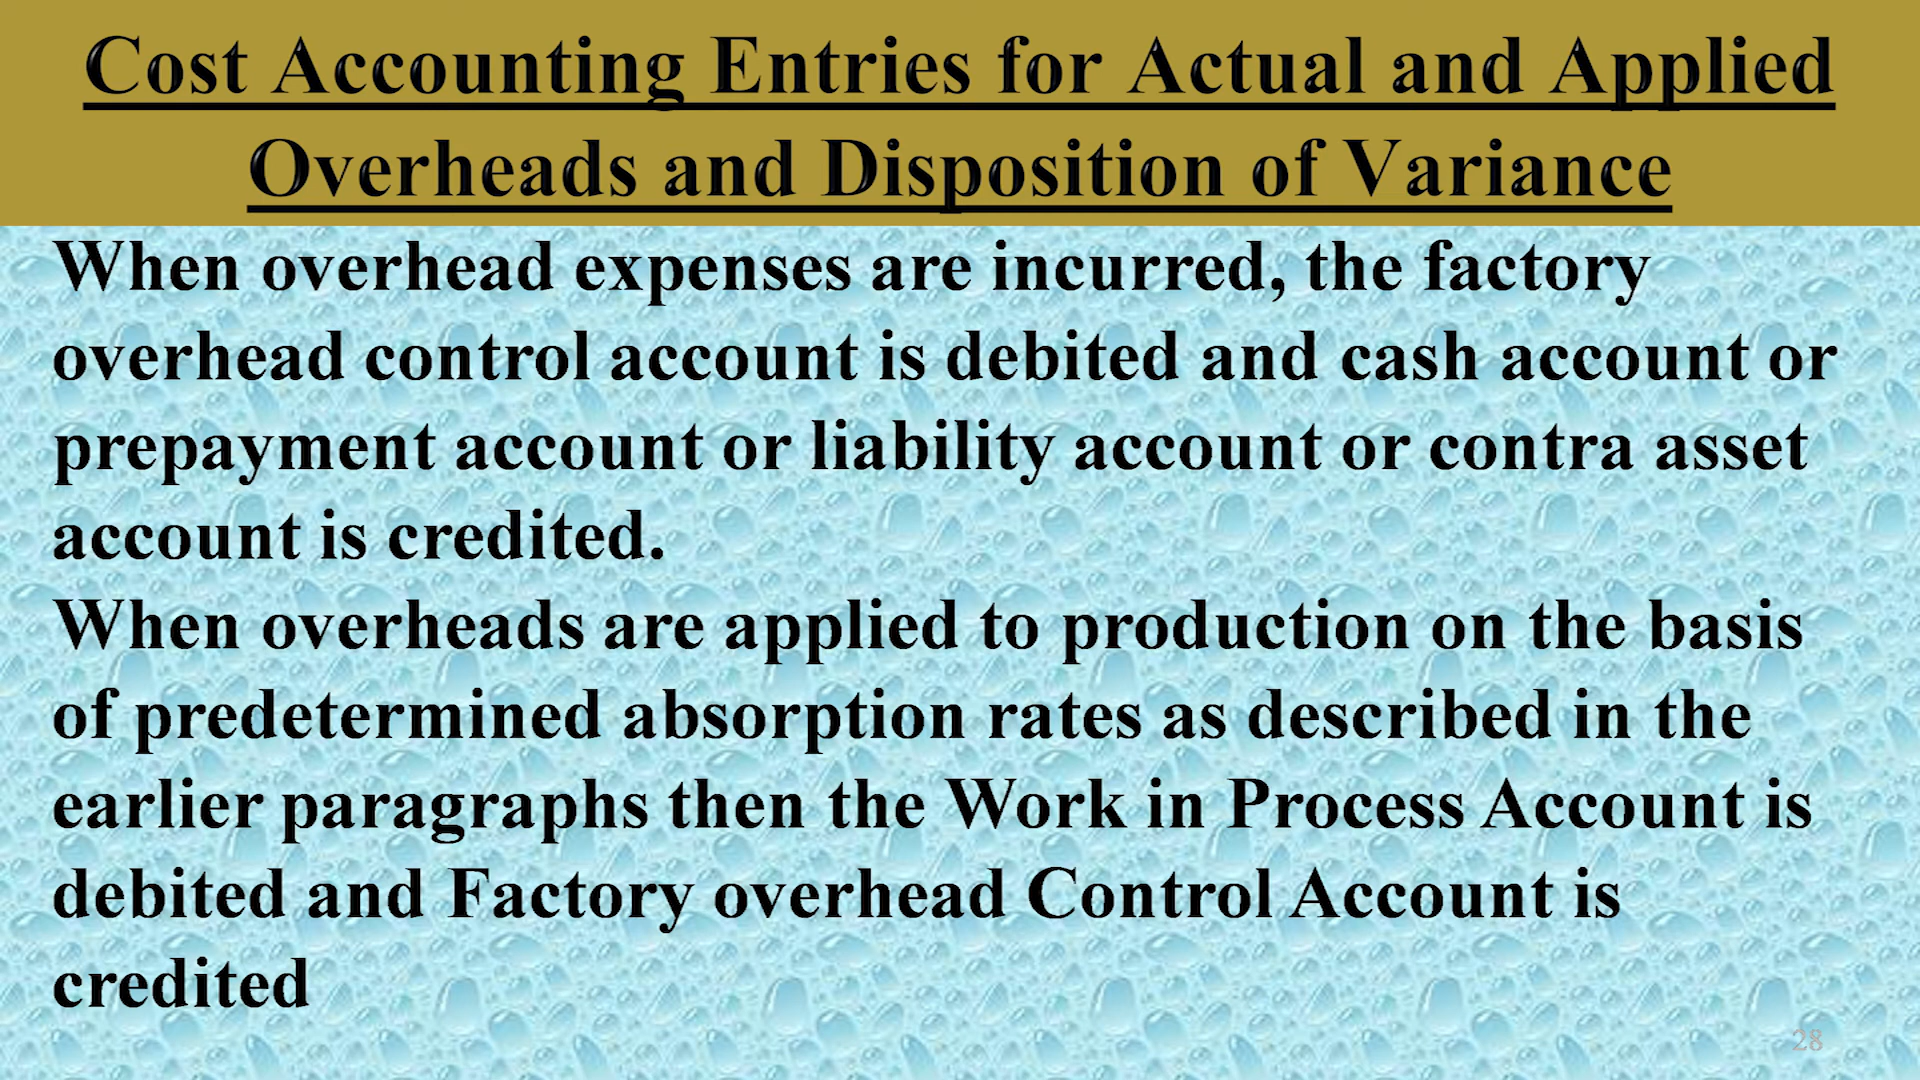 Cost Accounting Entries for Actual and Applied
Overheads and Disposition of Variance
When overhead expenses are incurred, the factory
overhead control account is debited and cash account or
prepayment account or liability account or contra asset
account is credited.
When overheads are applied to production on the basis
of predetermined absorption rates as described in the
earlier paragraphs then the Work in Process Account is
debited and Factory overhead Control Account is
credited
28